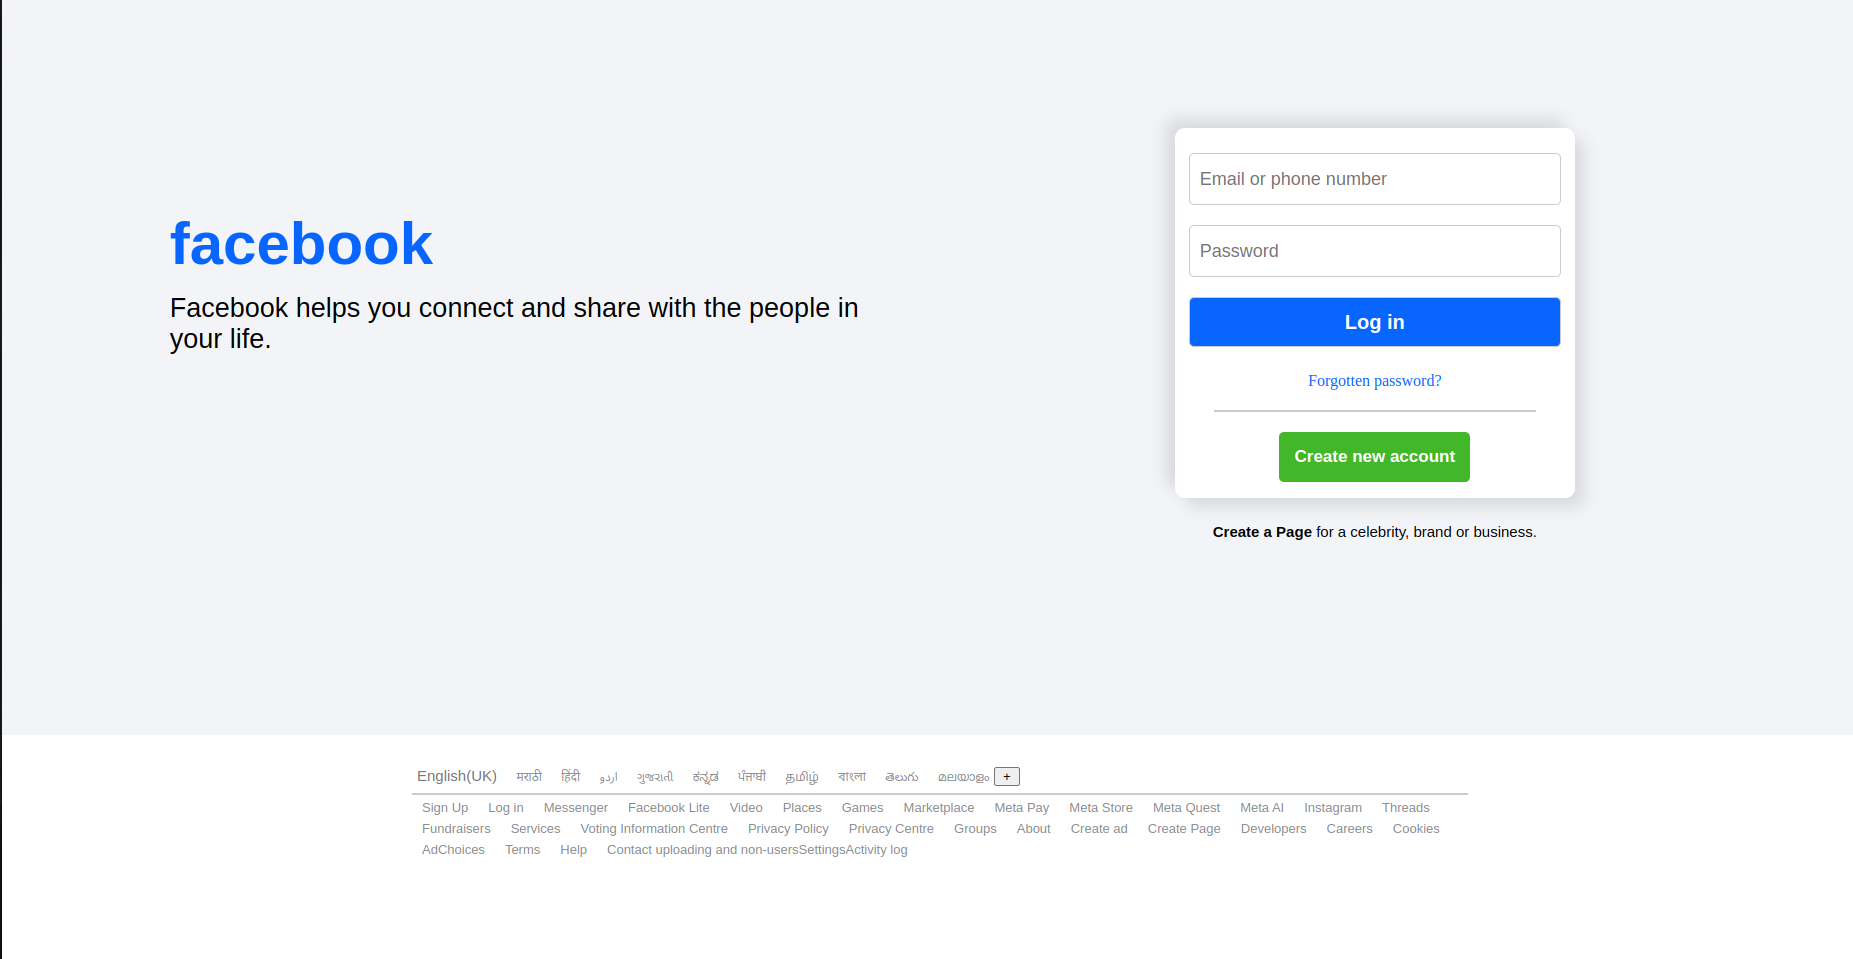 facebook
Facebook helps you connect and share with the people in
your life.
Email or phone number
Password
Log in
Forgotten password?
Create new account
Create a Page for a celebrity, brand or business.
English(UK) मराठी हिंदी اردو ગુજરાતી ಕನ್ನಡ ਪੰਜਾਬੀ தமிழ் বাংলা తెలుగు മലയാളം +
Sign Up Log in Messenger Facebook Lite Video Places Games Marketplace Meta Pay Meta Store Meta Quest Meta AI Instagram Threads
Fundraisers Services Voting Information Centre Privacy Policy Privacy Centre Groups About Create ad Create Page Developers Careers Cookies
AdChoices Terms Help Contact uploading and non-usersSettingsActivity log